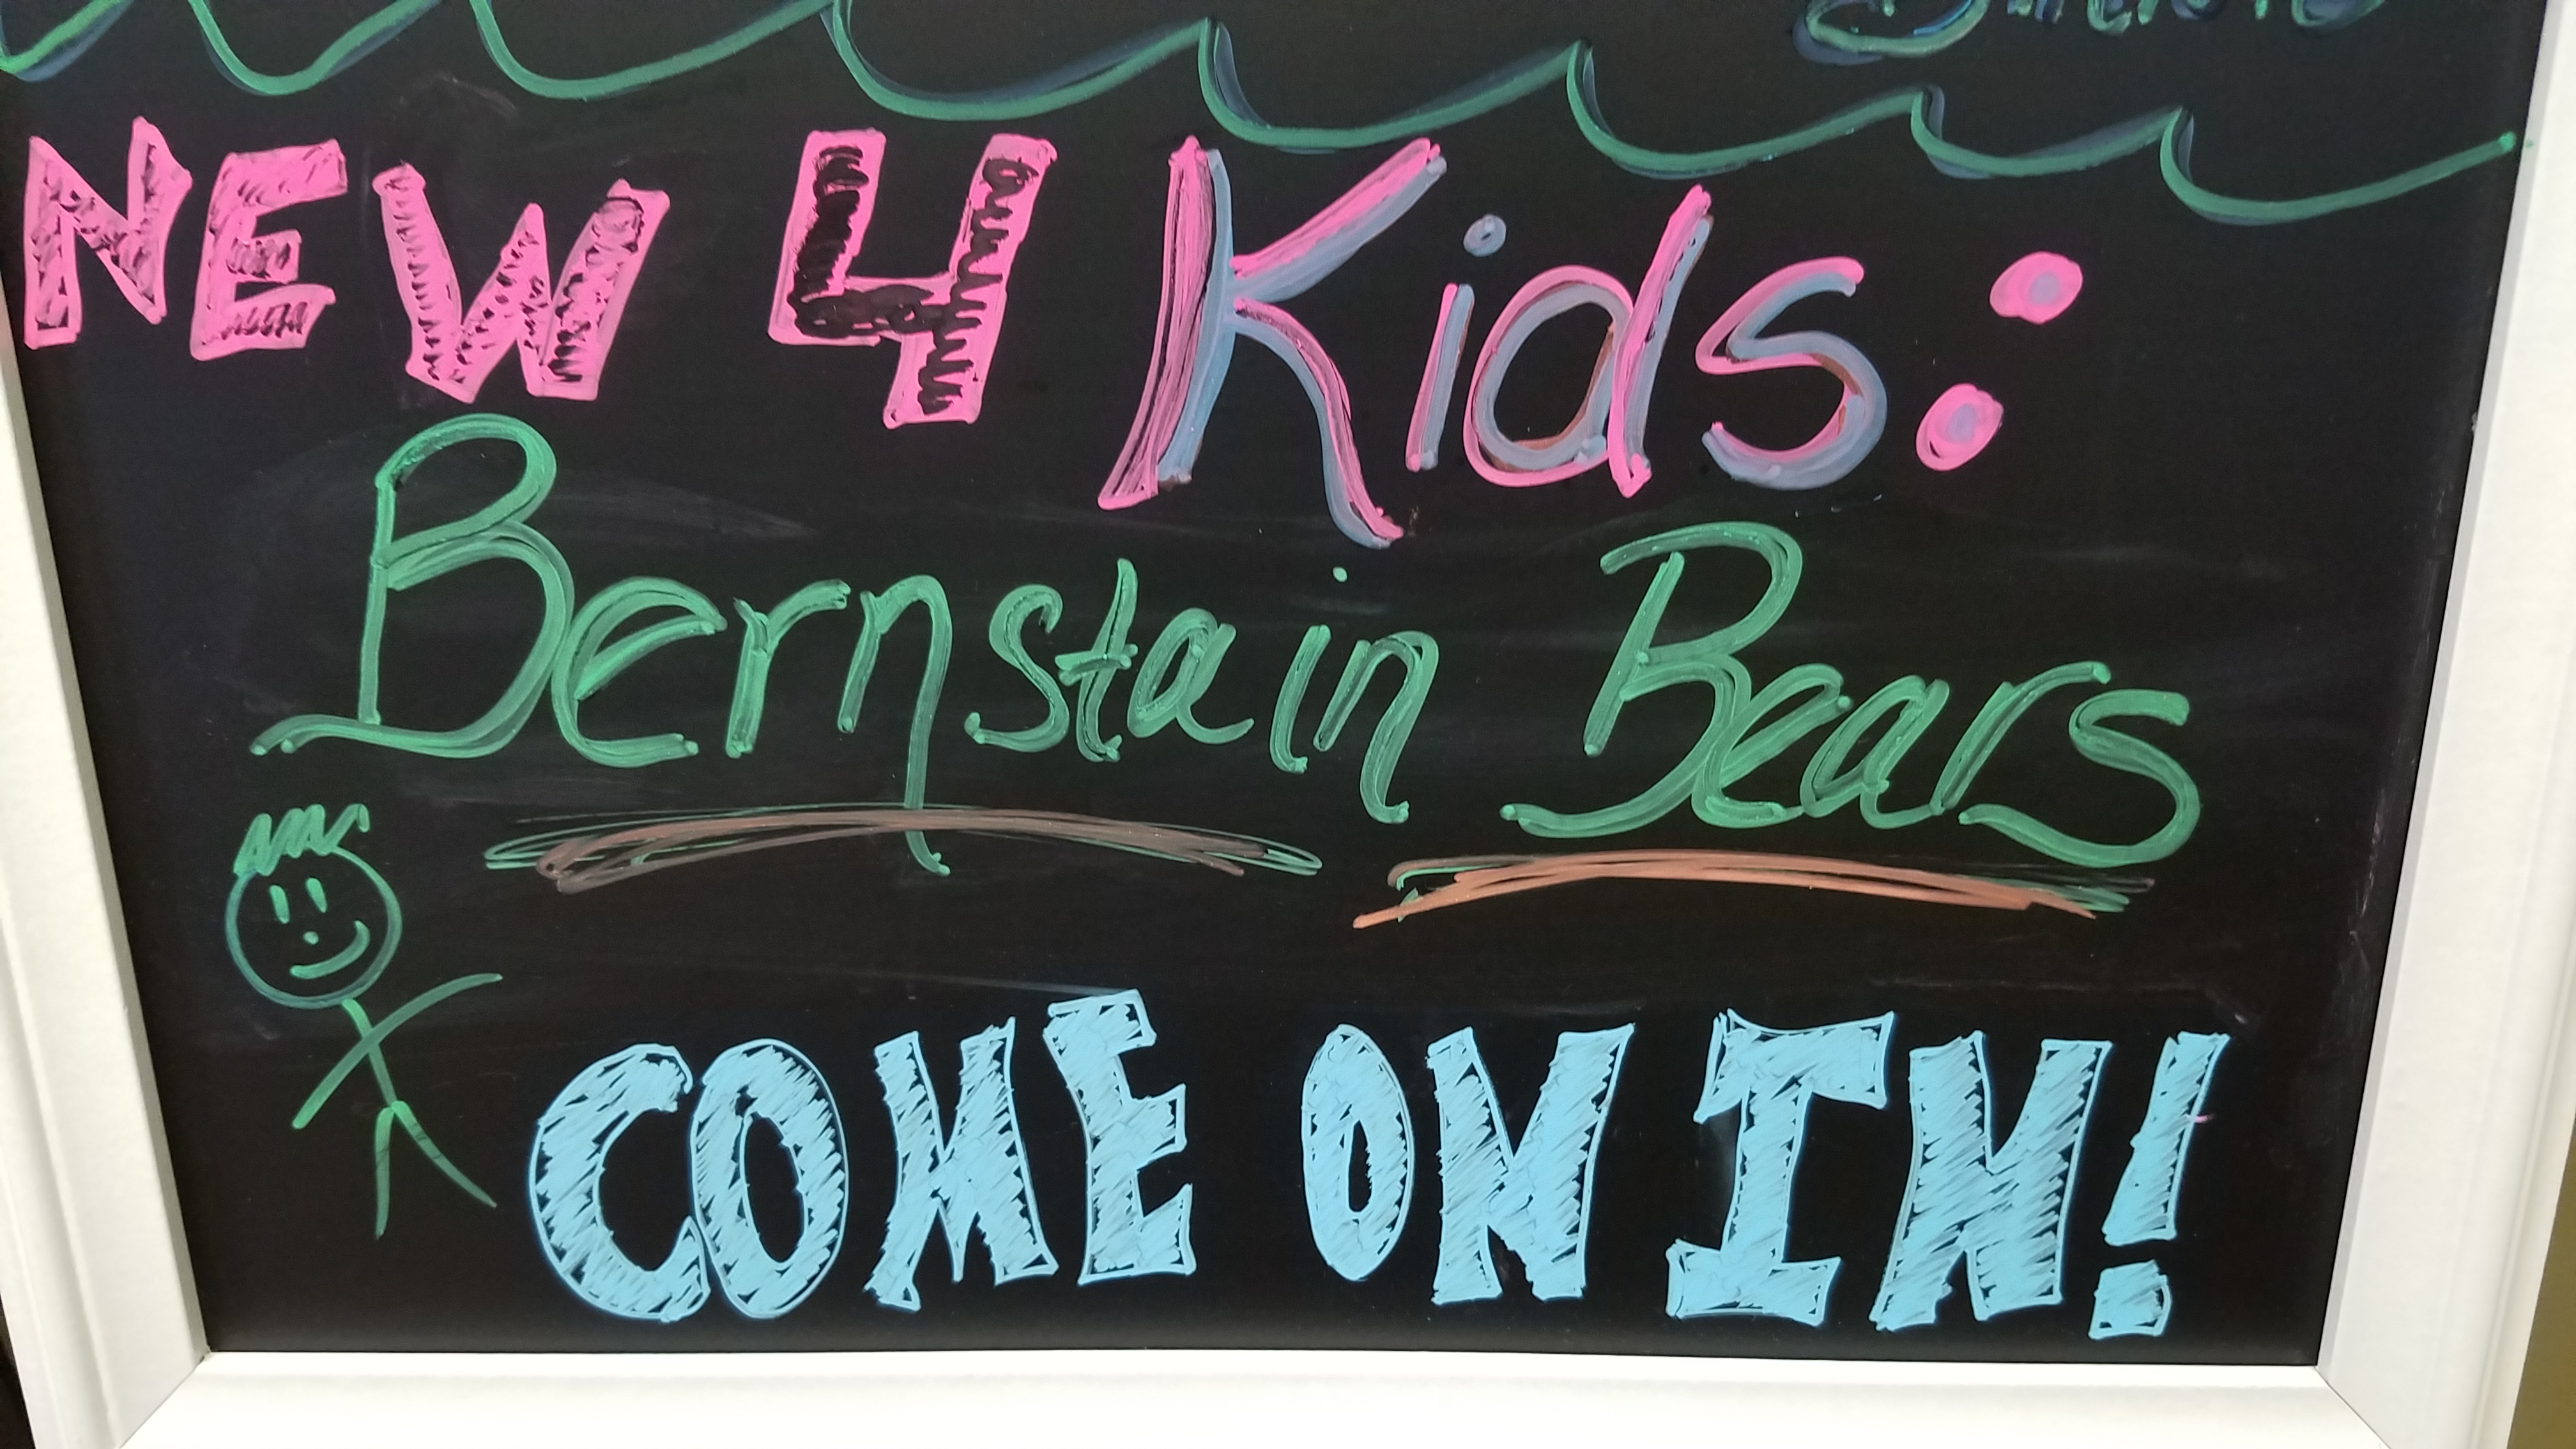 NEW 4 Kids:
Bernstain Bears
COME ON IN!